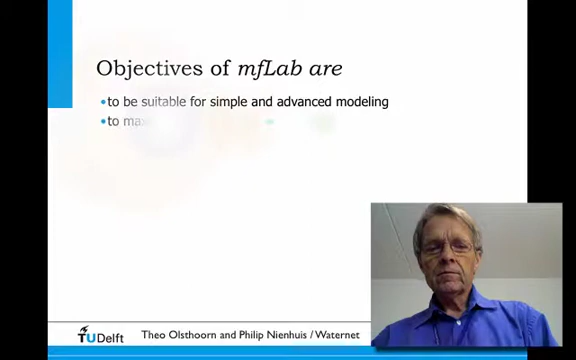 Objectives of mfLab are
•to be suitable for simple and advanced modeling
•to
TUDelft
Theo Olsthoorn and Philip Nienhuis / Waternet